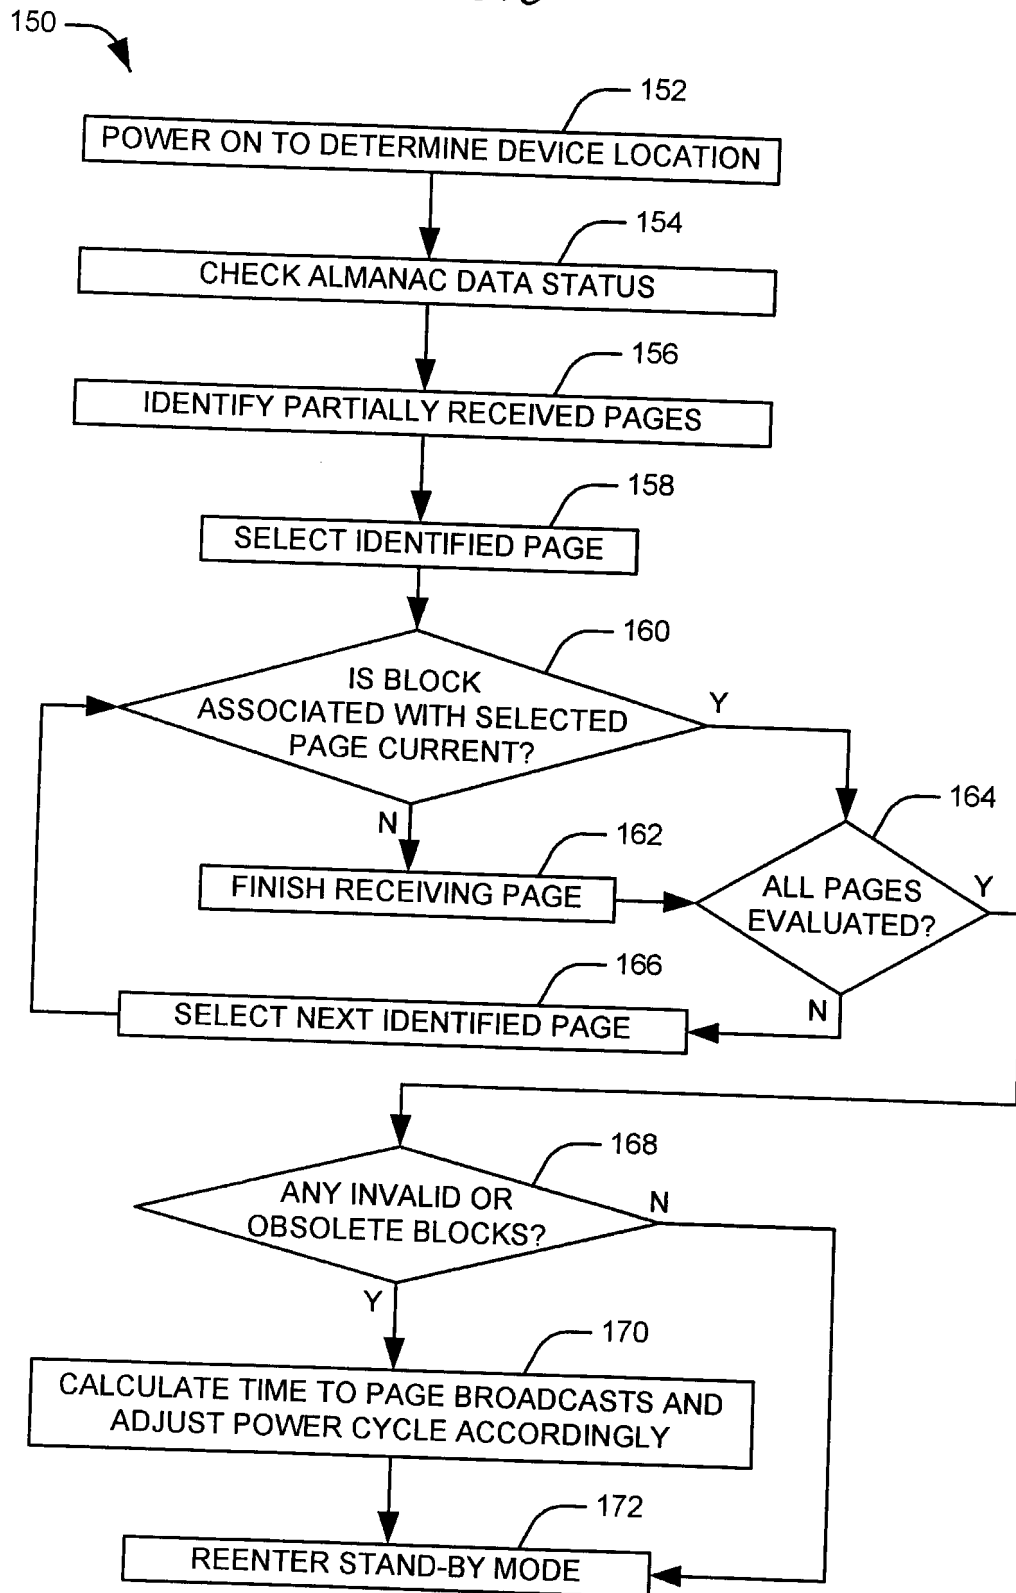 150
152
POWER ON TO DETERMINE DEVICE LOCATION
154
CHECK ALMANAC DATA STATUS
156
IDENTIFY PARTIALLY RECEIVED PAGES
158
SELECT IDENTIFIED PAGE
160
IS BLOCK
ASSOCIATED WITH SELECTED
PAGE CURRENT?
Y
N
162
FINISH RECEIVING PAGE
164
ALL PAGES
EVALUATED?
Y
N
166
SELECT NEXT IDENTIFIED PAGE
168
ANY INVALID OR
OBSOLETE BLOCKS?
N
Y
170
CALCULATE TIME TO PAGE BROADCASTS AND
ADJUST POWER CYCLE ACCORDINGLY
172
REENTER STAND-BY MODE